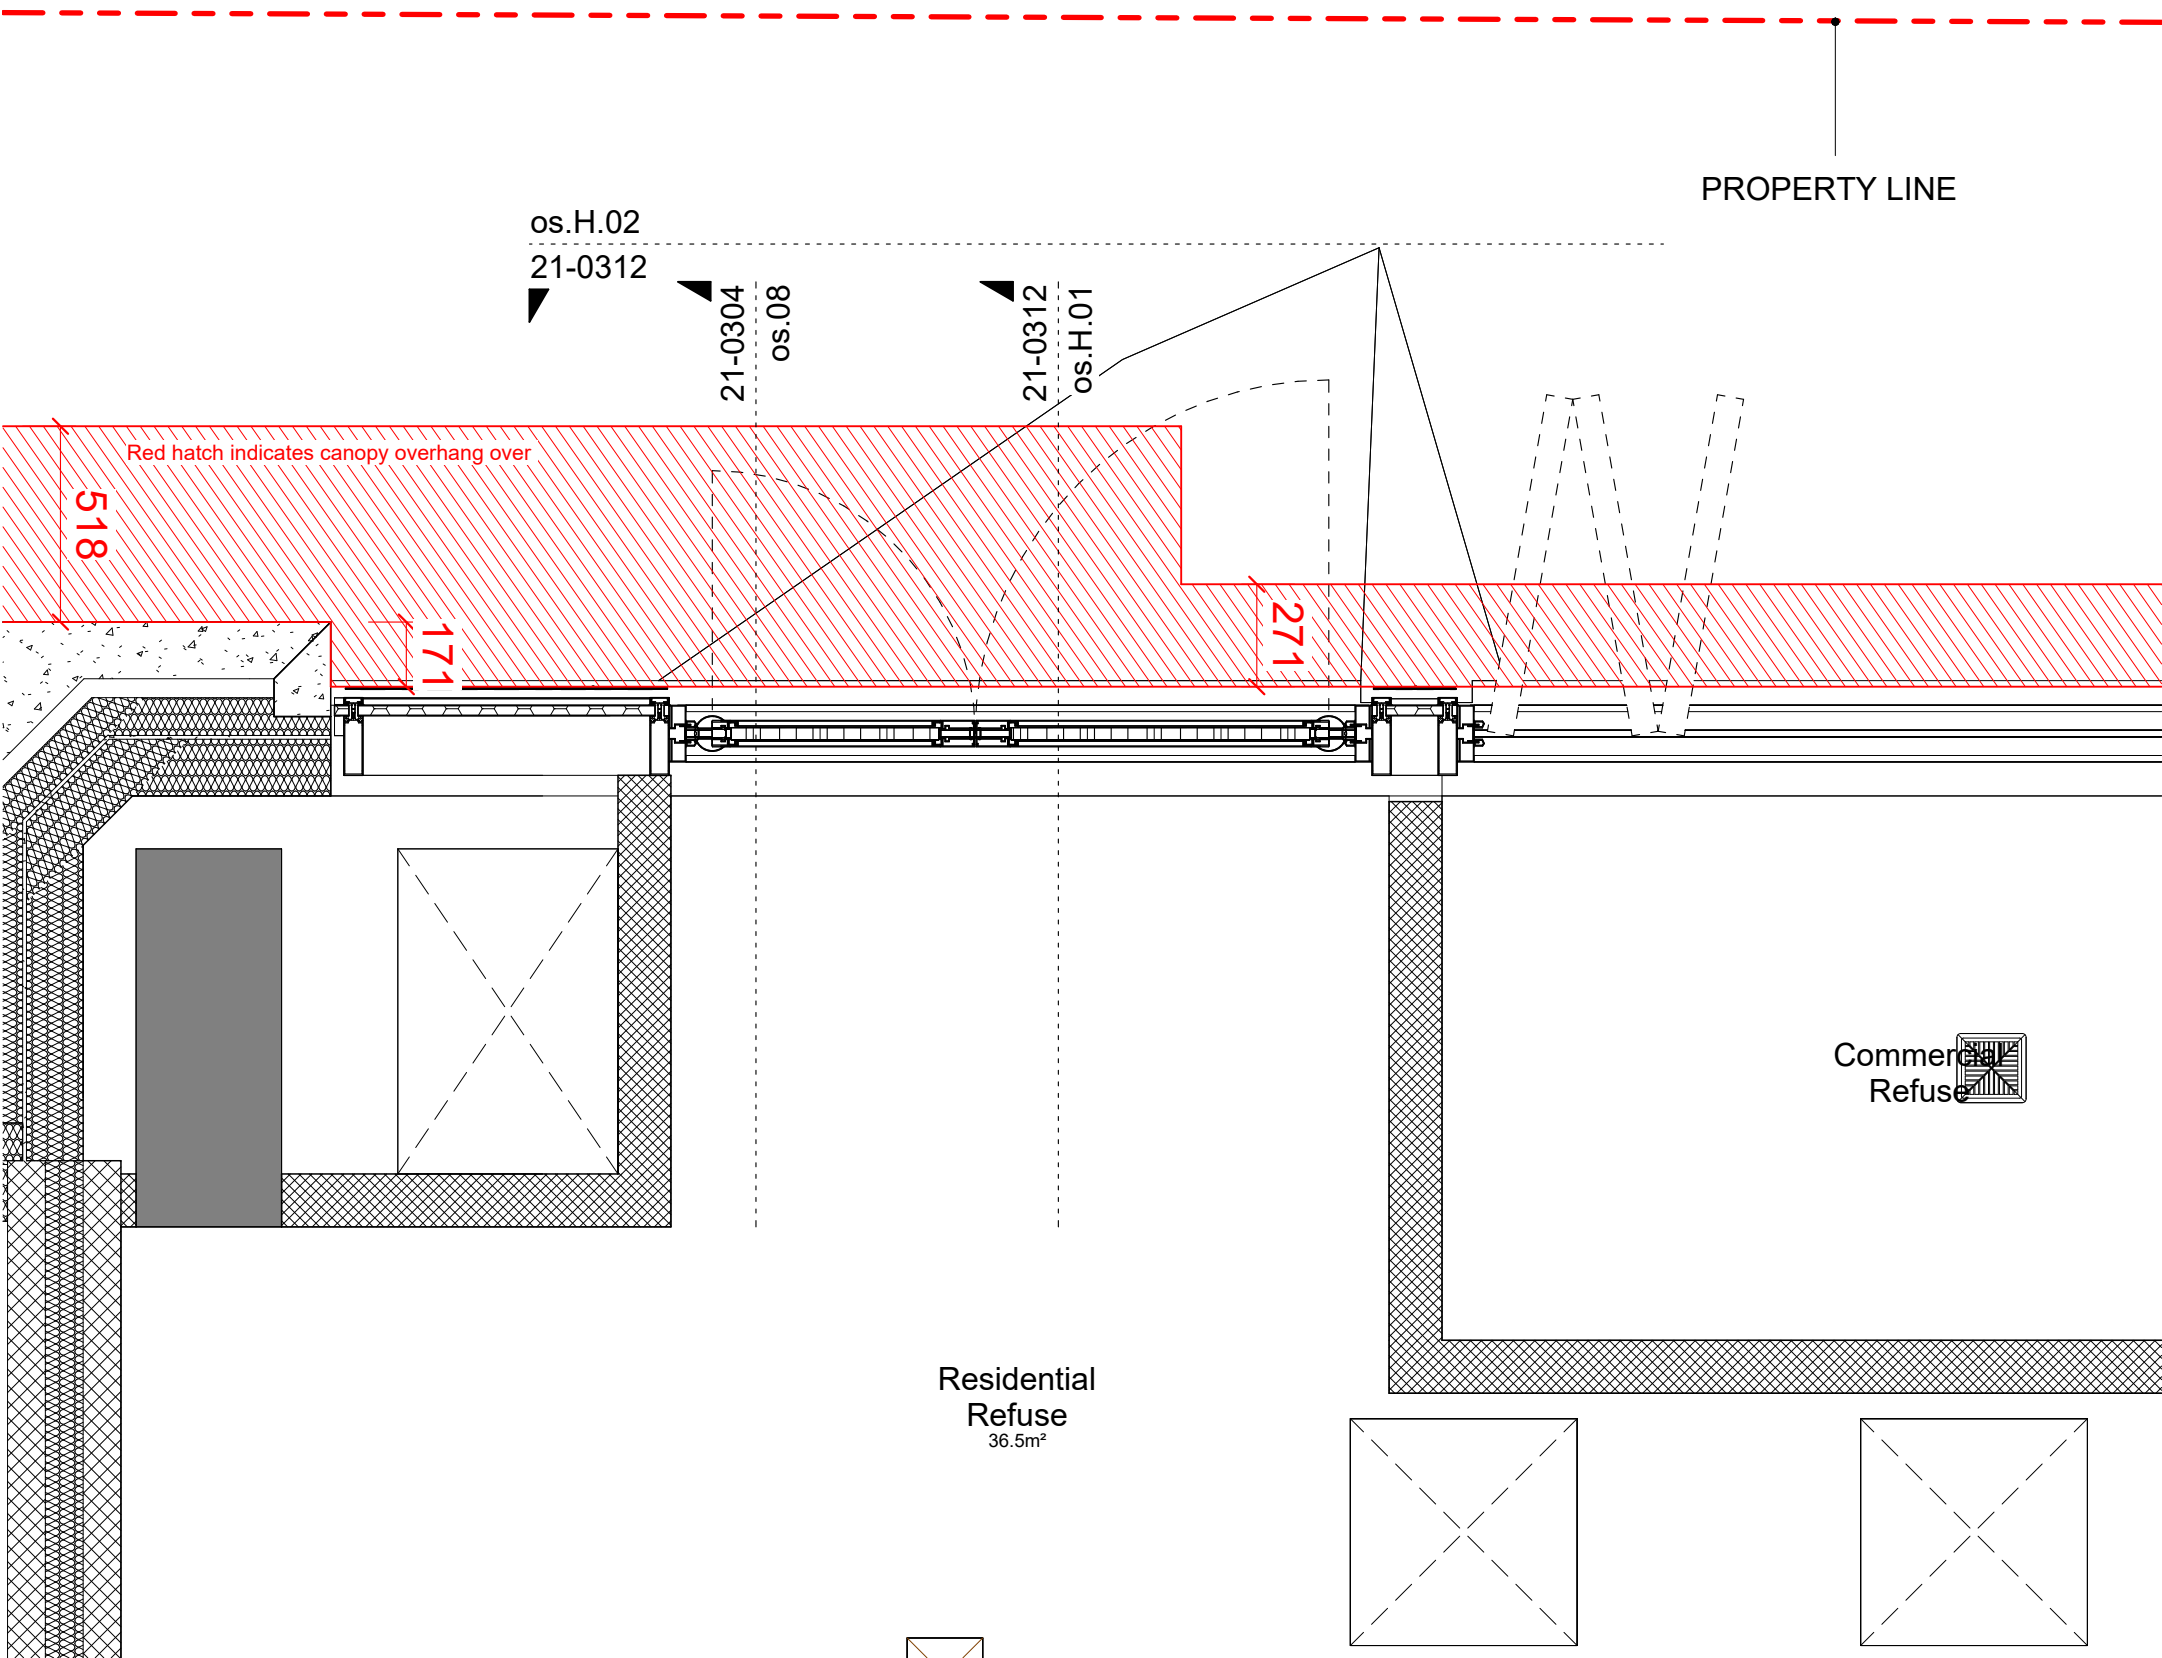 PROPERTY LINE
os.H.02
21-0312
21-0304
os.08
21-0312
os.H.01
Red hatch indicates canopy overhang over
518
171
271
Commercial
Refuse
Residential
Refuse
36.5m²